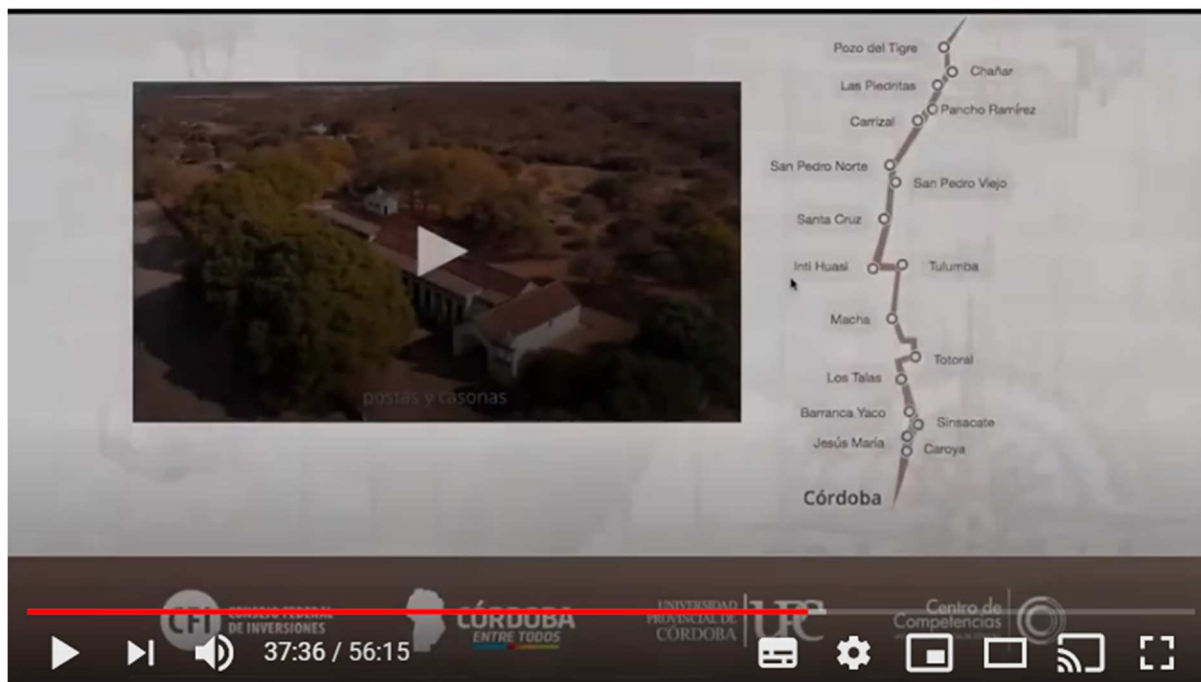 Pozo del Tigre
Chañar
Las Piedritas
Pancho Ramírez
Carrizal
San Pedro Norte
San Pedro Viejo
Santa Cruz
Inti Huasi
Tulumba
Macha
Totoral
Los Talas
Barranca Yaco
Sinsacate
Jesús María
Caroya
Córdoba
postas y casonas
CFI
CONSEJO FEDERAL
DE INVERSIONES
CÓRDOBA
ENTRE TODOS
UNIVERSIDAD
PROVINCIAL DE
CÓRDOBA
UPC
Centro de
Competencias
37:36 / 56:15